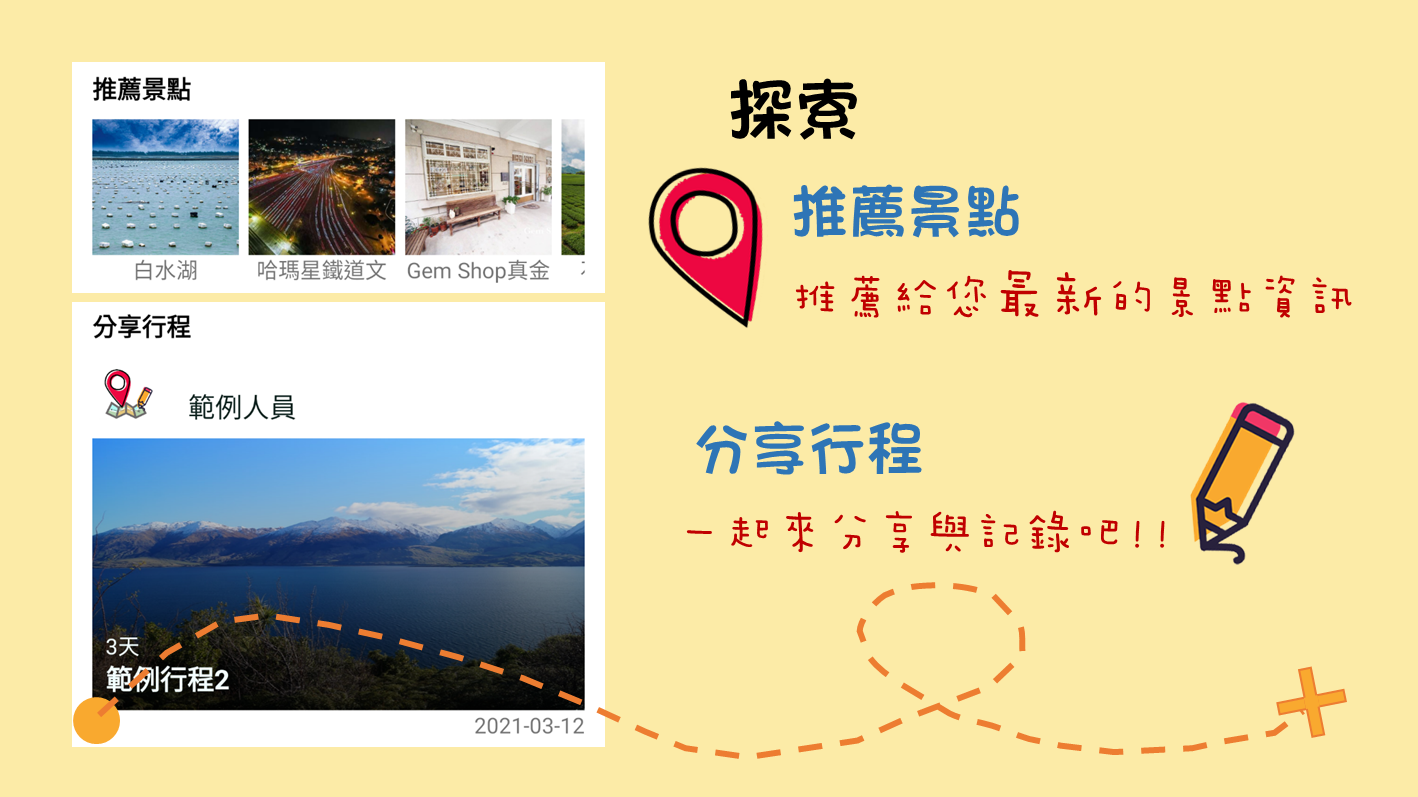 推薦景點
白水湖
哈瑪星鐵道文
Gem Shop真金
分享行程
範例人員
3天
範例行程2
2021-03-12
探索
推薦景點
推薦給您最新的景點資訊
分享行程
一起來分享與記錄吧!!